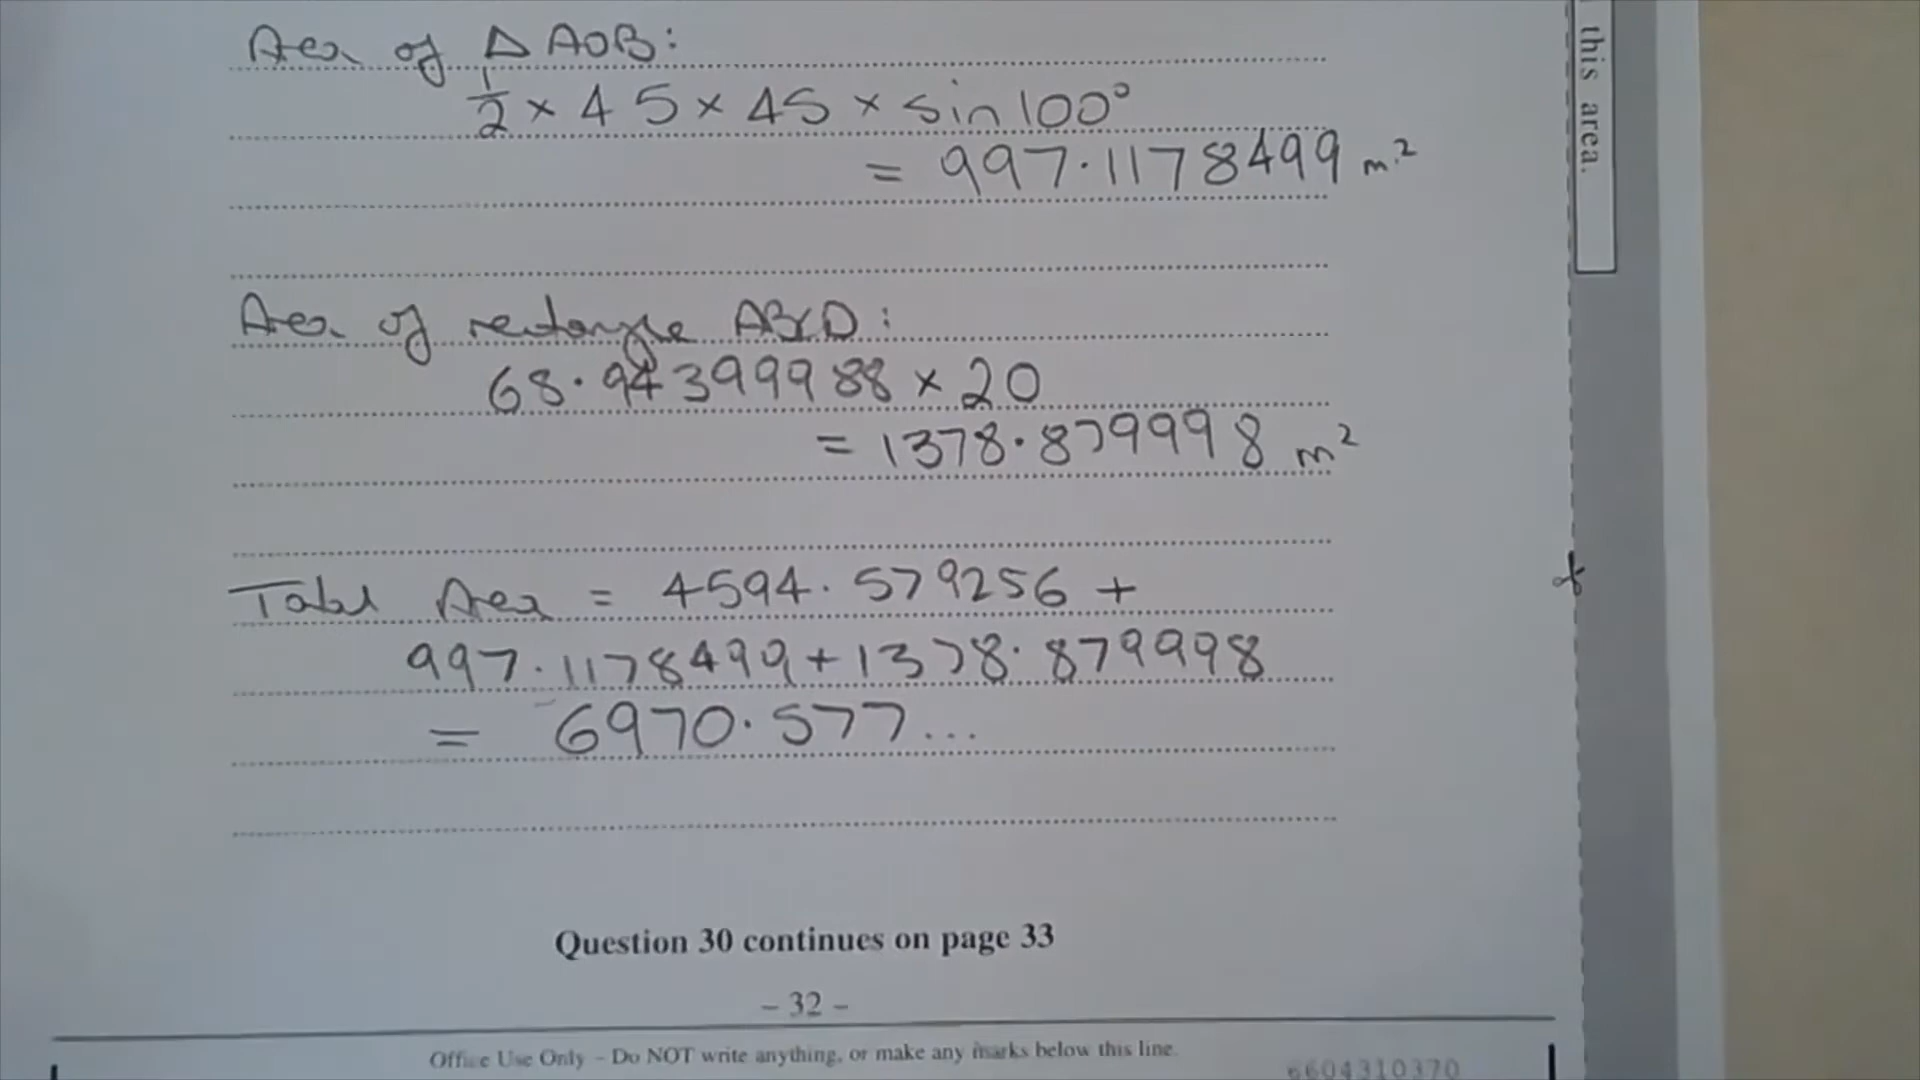 Area of Δ AOB:
1/2 × 45 × 45 × sin 100°
= 997.1178499 m²
Area of rectangle ABCD:
68.94399988 × 20
= 1378.879998 m²
Total Area = 4594.579256 +
997.1178499 + 1378.879998
= 6970.577...
Question 30 continues on page 33
– 32 –
Office Use Only – Do NOT write anything, or make any marks below this line.
6604310370
this area.